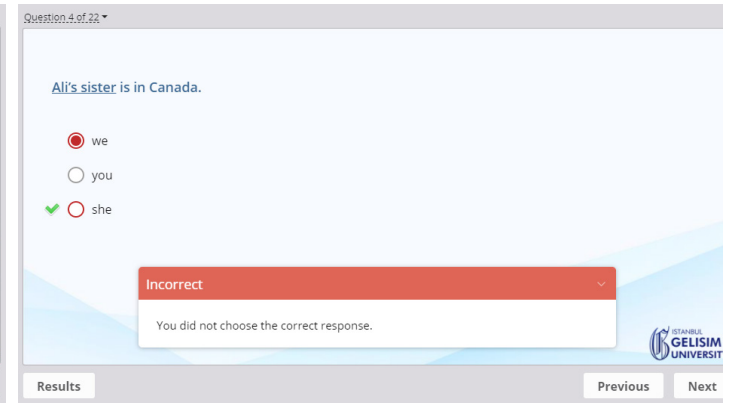 Question 4 of 22
Ali's sister is in Canada.
we
you
she
Incorrect
You did not choose the correct response.
ISTANBUL
GELISIM
UNIVERSIT
Results
Previous
Next